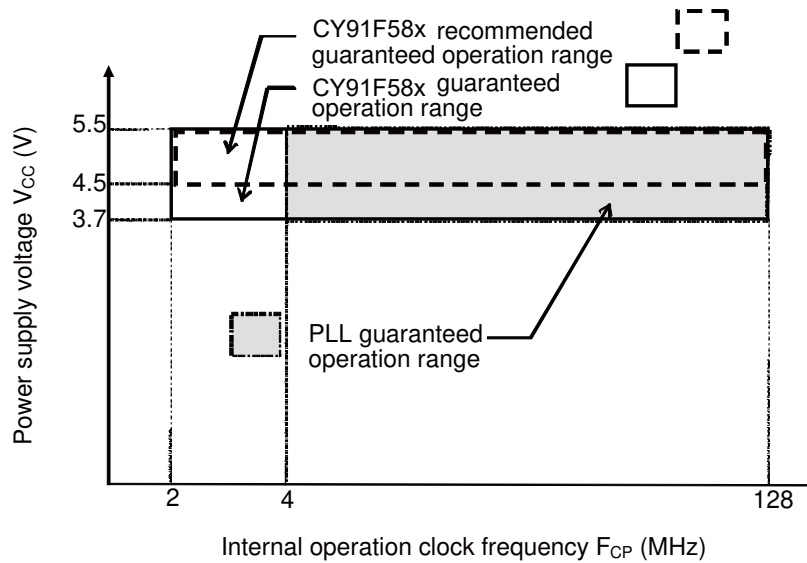 CY91F58x recommended
guaranteed operation range
CY91F58x guaranteed
operation range
Power supply voltage VCC (V)
5.5
4.5
3.7
PLL guaranteed
operation range
2
4
128
Internal operation clock frequency FCP (MHz)